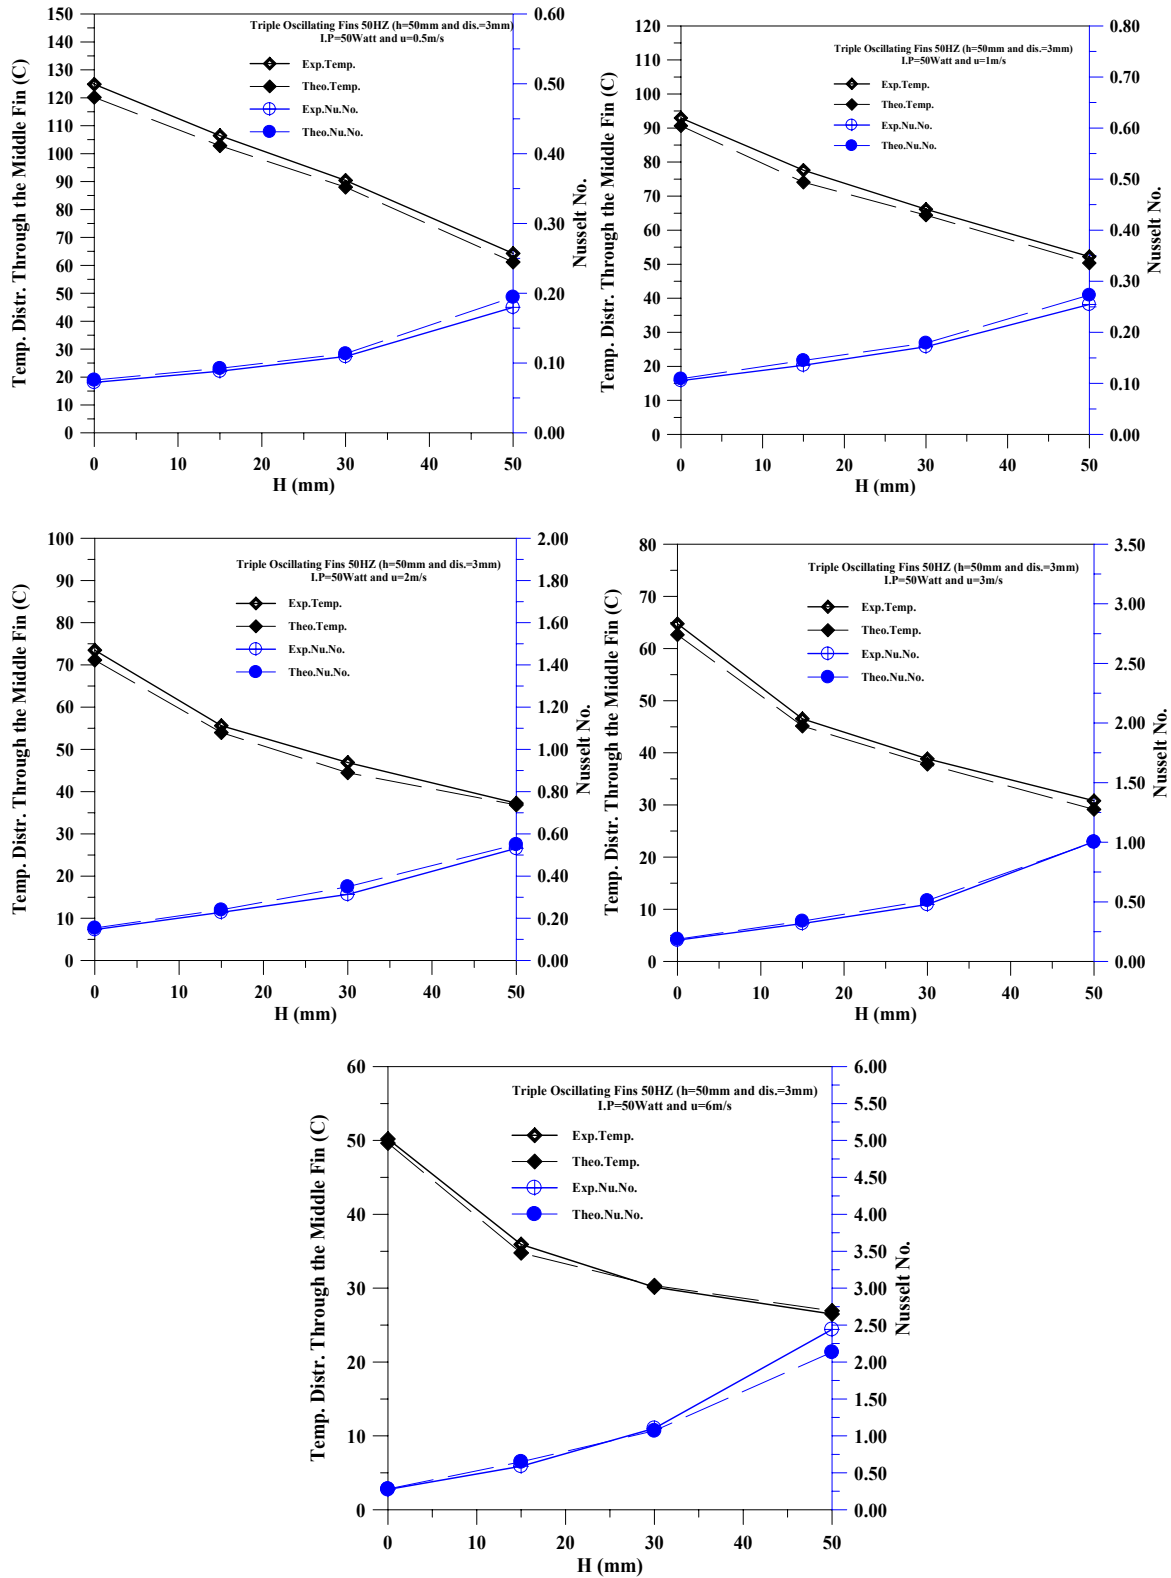 Temp. Distr. Through the Middle Fin (C)
150
145
140
135
130
125
120
115
110
105
100
95
90
85
80
75
70
65
60
55
50
45
40
35
30
25
20
15
10
5
0
Triple Oscillating Fins 50HZ (h=50mm and dis.=3mm)
I.P=50Watt and u=0.5m/s
Exp.Temp.
Theo.Temp.
Exp.Nu.No.
Theo.Nu.No.
0.60
0.50
0.40
0.30
0.20
0.10
0.00
Nusselt No.
0 10 20 30 40 50
H (mm)
Temp. Distr. Through the Middle Fin (C)
120
110
100
90
80
70
60
50
40
30
20
10
0
Triple Oscillating Fins 50HZ (h=50mm and dis.=3mm)
I.P=50Watt and u=1m/s
Exp.Temp.
Theo.Temp.
Exp.Nu.No.
Theo.Nu.No.
0.80
0.70
0.60
0.50
0.40
0.30
0.20
0.10
0.00
Nusselt No.
0 10 20 30 40 50
H (mm)
Temp. Distr. Through the Middle Fin (C)
100
90
80
70
60
50
40
30
20
10
0
Triple Oscillating Fins 50HZ (h=50mm and dis.=3mm)
I.P=50Watt and u=2m/s
Exp.Temp.
Theo.Temp.
Exp.Nu.No.
Theo.Nu.No.
2.00
1.80
1.60
1.40
1.20
1.00
0.80
0.60
0.40
0.20
0.00
Nusselt No.
0 10 20 30 40 50
H (mm)
Temp. Distr. Through the Middle Fin (C)
80
70
60
50
40
30
20
10
0
Triple Oscillating Fins 50HZ (h=50mm and dis.=3mm)
I.P=50Watt and u=3m/s
Exp.Temp.
Theo.Temp.
Exp.Nu.No.
Theo.Nu.No.
3.50
3.00
2.50
2.00
1.50
1.00
0.50
0.00
Nusselt No.
0 10 20 30 40 50
H (mm)
Temp. Distr. Through the Middle Fin (C)
60
50
40
30
20
10
0
Triple Oscillating Fins 50HZ (h=50mm and dis.=3mm)
I.P=50Watt and u=6m/s
Exp.Temp.
Theo.Temp.
Exp.Nu.No.
Theo.Nu.No.
6.00
5.50
5.00
4.50
4.00
3.50
3.00
2.50
2.00
1.50
1.00
0.50
0.00
Nusselt No.
0 10 20 30 40 50
H (mm)